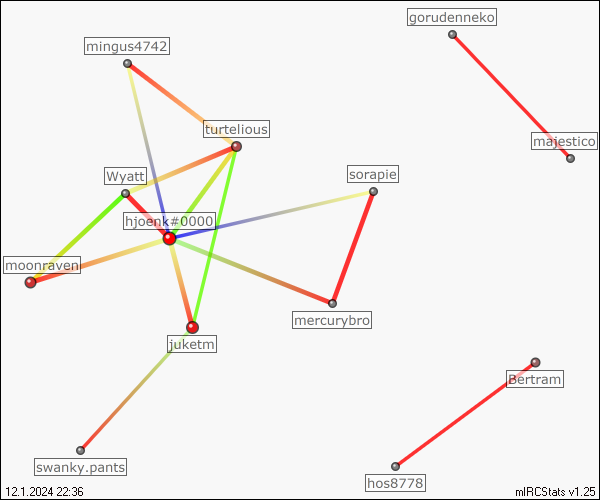 gorudenneko
mingus4742
turtelious
majestico
Wyatt
sorapie
hjoenk#0000
moonraven
mercurybro
juketm
Bertram
swanky.pants
hos8778
12.1.2024 22:36
mIRCStats v1.25